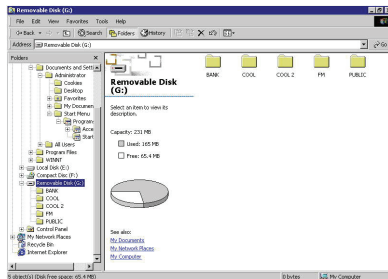 Removable Disk (G:)
File Edit View Favorites Tools Help
Back Search Folders History
Address Removable Disk (G:) Go
Folders
Documents and Setti
Administrator
Cookies
Desktop
Favorites
My Documen
Start Menu
Program
Acce
Start
All Users
Program Files
WINNT
Local Disk (E:)
Compact Disc (F:)
Removable Disk (G:)
BANK
COOL
COOL 2
FM
PUBLIC
Control Panel
My Network Places
Recycle Bin
Internet Explorer
Removable Disk (G:)
Select an item to view its description.
Capacity: 231 MB
Used: 165 MB
Free: 65.4 MB
See also:
My Documents
My Network Places
My Computer
BANK COOL COOL 2 FM PUBLIC
5 object(s) (Disk free space: 65.4 MB) 0 bytes My Computer